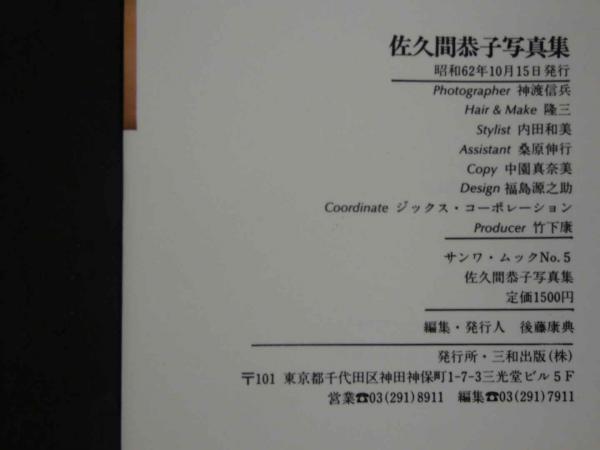 佐久間恭子写真集
昭和62年10月15日発行
Photographer 神渡信兵
Hair & Make 隆三
Stylist 内田和美
Assistant 桑原伸行
Copy 中園真奈美
Design 福島源之助
Coordinate ジックス・コーポレーション
Producer 竹下康
サンワ・ムックNo.5
佐久間恭子写真集
定価1500円
編集・発行人 後藤康典
発行所・三和出版(株)
〒101 東京都千代田区神田神保町1-7-3三光堂ビル5F
営業☎03(291)8911 編集☎03(291)7911